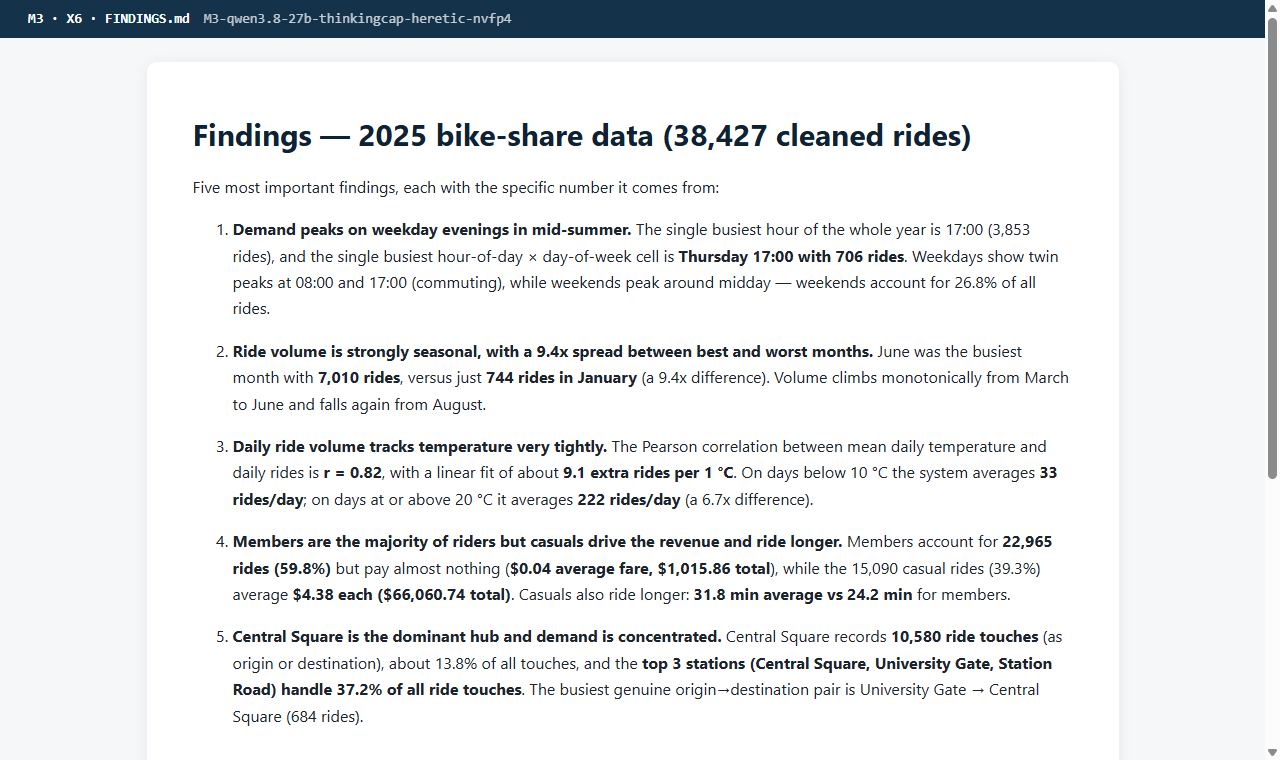 M3 · X6 · FINDINGS.md M3-qwen3.8-27b-thinkingcap-heretic-nvfp4
Findings — 2025 bike-share data (38,427 cleaned rides)
Five most important findings, each with the specific number it comes from:
1. Demand peaks on weekday evenings in mid-summer. The single busiest hour of the whole year is 17:00 (3,853
rides), and the single busiest hour-of-day × day-of-week cell is Thursday 17:00 with 706 rides. Weekdays show twin
peaks at 08:00 and 17:00 (commuting), while weekends peak around midday — weekends account for 26.8% of all
rides.
2. Ride volume is strongly seasonal, with a 9.4x spread between best and worst months. June was the busiest
month with 7,010 rides, versus just 744 rides in January (a 9.4x difference). Volume climbs monotonically from March
to June and falls again from August.
3. Daily ride volume tracks temperature very tightly. The Pearson correlation between mean daily temperature and
daily rides is r = 0.82, with a linear fit of about 9.1 extra rides per 1 °C. On days below 10 °C the system averages 33
rides/day; on days at or above 20 °C it averages 222 rides/day (a 6.7x difference).
4. Members are the majority of riders but casuals drive the revenue and ride longer. Members account for 22,965
rides (59.8%) but pay almost nothing ($0.04 average fare, $1,015.86 total), while the 15,090 casual rides (39.3%)
average $4.38 each ($66,060.74 total). Casuals also ride longer: 31.8 min average vs 24.2 min for members.
5. Central Square is the dominant hub and demand is concentrated. Central Square records 10,580 ride touches (as
origin or destination), about 13.8% of all touches, and the top 3 stations (Central Square, University Gate, Station
Road) handle 37.2% of all ride touches. The busiest genuine origin→destination pair is University Gate → Central
Square (684 rides).